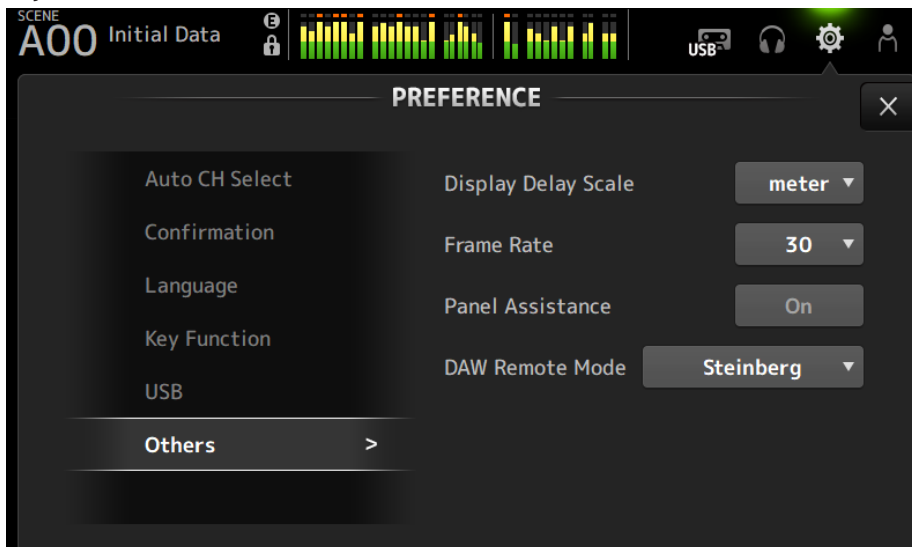 SCENE
A00 Initial Data
E
USB
PREFERENCE
Auto CH Select
Confirmation
Language
Key Function
USB
Others >
Display Delay Scale meter
Frame Rate 30
Panel Assistance On
DAW Remote Mode Steinberg